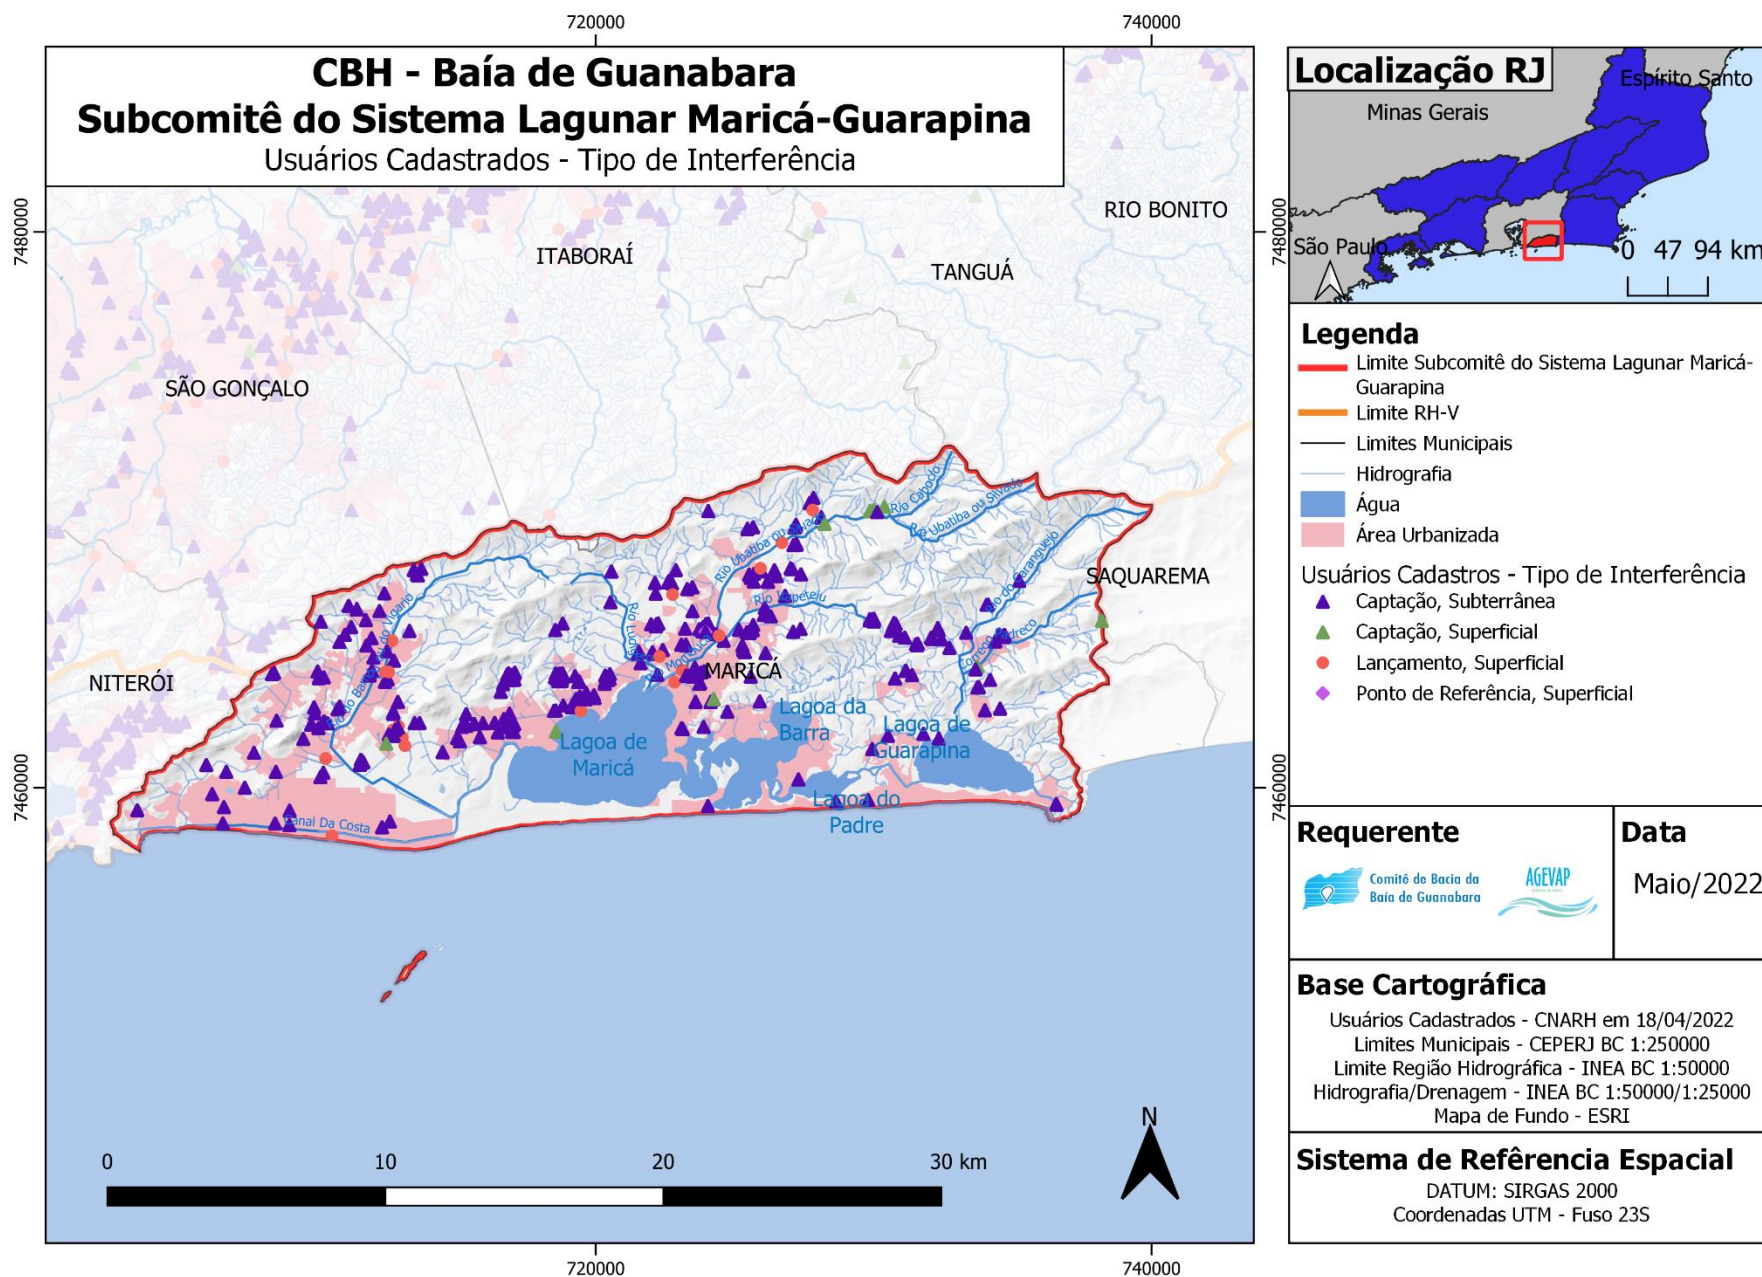 720000
740000
CBH - Baía de Guanabara
Subcomitê do Sistema Lagunar Maricá-Guarapina
Usuários Cadastrados - Tipo de Interferência
7480000
7480000
7460000
7460000
RIO BONITO
ITABORAÍ
TANGUÁ
SÃO GONÇALO
SAQUAREMA
NITERÓI
MARICÁ
Rio Cabodo
Rio Ubatiba ou Silvado
Rio Ubatiba ou Silvado
Rio do Caranguejo
Rio Itapeteiu
Córrego Padreco
Lagoa da
Barra
Lagoa de
Guarapina
Lagoa de
Maricá
Lagoa do
Padre
Canal Da Costa
0 10 20 30 km
N
720000
740000
Localização RJ
Espírito Santo
Minas Gerais
São Paulo
0 47 94 km
Legenda
Limite Subcomitê do Sistema Lagunar Maricá-
Guarapina
Limite RH-V
Limites Municipais
Hidrografia
Água
Área Urbanizada
Usuários Cadastros - Tipo de Interferência
Captação, Subterrânea
Captação, Superficial
Lançamento, Superficial
Ponto de Referência, Superficial
Requerente
Comitê de Bacia da
Baía de Guanabara
AGEVAP
Data
Maio/2022
Base Cartográfica
Usuários Cadastrados - CNARH em 18/04/2022
Limites Municipais - CEPERJ BC 1:250000
Limite Região Hidrográfica - INEA BC 1:50000
Hidrografia/Drenagem - INEA BC 1:50000/1:25000
Mapa de Fundo - ESRI
Sistema de Refêrencia Espacial
DATUM: SIRGAS 2000
Coordenadas UTM - Fuso 23S